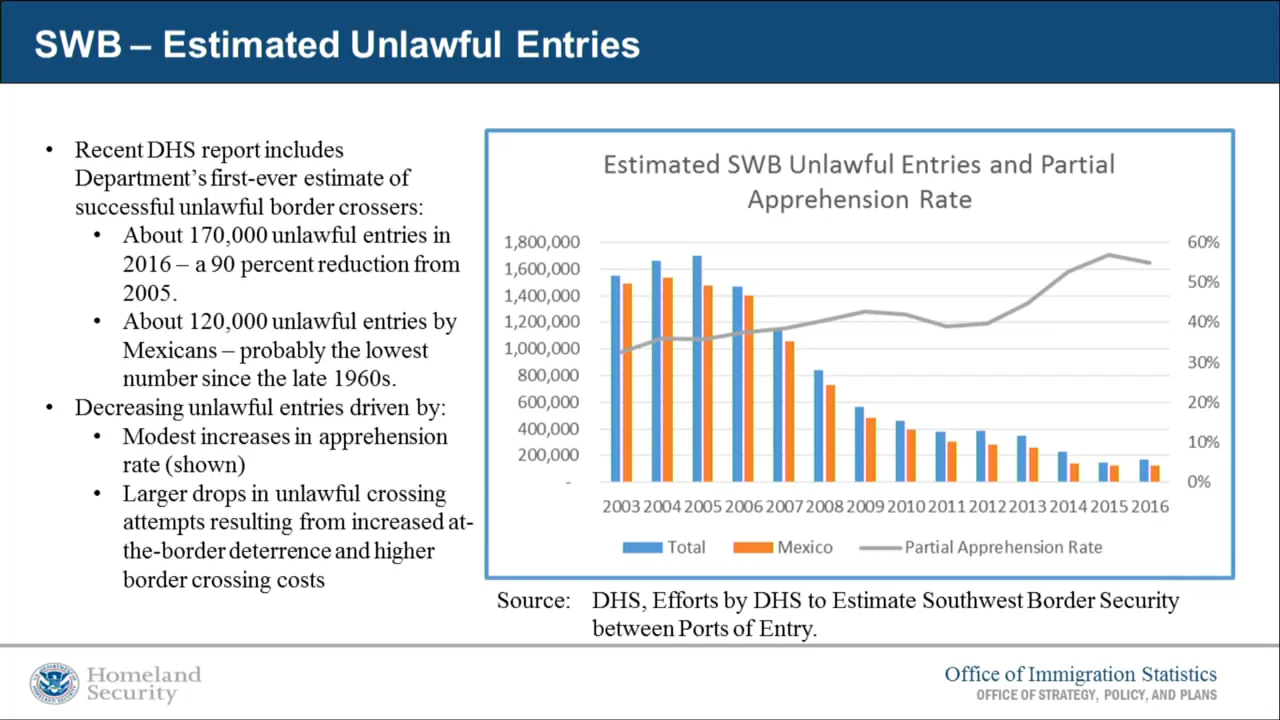 SWB – Estimated Unlawful Entries
• Recent DHS report includes
Department’s first-ever estimate of
successful unlawful border crossers:
• About 170,000 unlawful entries in
2016 – a 90 percent reduction from
2005.
• About 120,000 unlawful entries by
Mexicans – probably the lowest
number since the late 1960s.
• Decreasing unlawful entries driven by:
• Modest increases in apprehension
rate (shown)
• Larger drops in unlawful crossing
attempts resulting from increased at-
the-border deterrence and higher
border crossing costs
Estimated SWB Unlawful Entries and Partial
Apprehension Rate
1,800,000 60%
1,600,000
1,400,000 50%
1,200,000 40%
1,000,000 30%
800,000
600,000 20%
400,000 10%
200,000
- 0%
2003 2004 2005 2006 2007 2008 2009 2010 2011 2012 2013 2014 2015 2016
Total Mexico Partial Apprehension Rate
Source: DHS, Efforts by DHS to Estimate Southwest Border Security
between Ports of Entry.
Homeland
Security
Office of Immigration Statistics
OFFICE OF STRATEGY, POLICY, AND PLANS